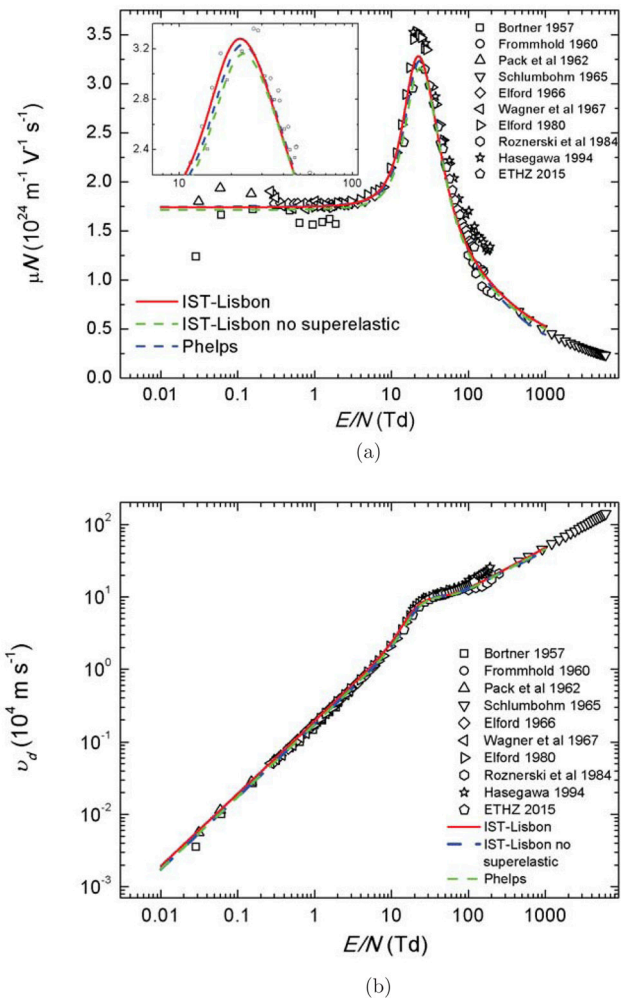 3.5
3.0
2.5
2.0
1.5
1.0
0.5
0.0
μN (10²⁴ m⁻¹ V⁻¹ s⁻¹)
3.2
2.8
2.4
10
100
Bortner 1957
Frommhold 1960
Pack et al 1962
Schlumbohm 1965
Elford 1966
Wagner et al 1967
Elford 1980
Roznerski et al 1984
Hasegawa 1994
ETHZ 2015
IST-Lisbon
IST-Lisbon no superelastic
Phelps
0.01 0.1 1 10 100 1000
E/N (Td)
(a)
10²
10¹
10⁰
10⁻¹
10⁻²
10⁻³
υd (10⁴ m s⁻¹)
Bortner 1957
Frommhold 1960
Pack et al 1962
Schlumbohm 1965
Elford 1966
Wagner et al 1967
Elford 1980
Roznerski et al 1984
Hasegawa 1994
ETHZ 2015
IST-Lisbon
IST-Lisbon no
superelastic
Phelps
0.01 0.1 1 10 100 1000
E/N (Td)
(b)